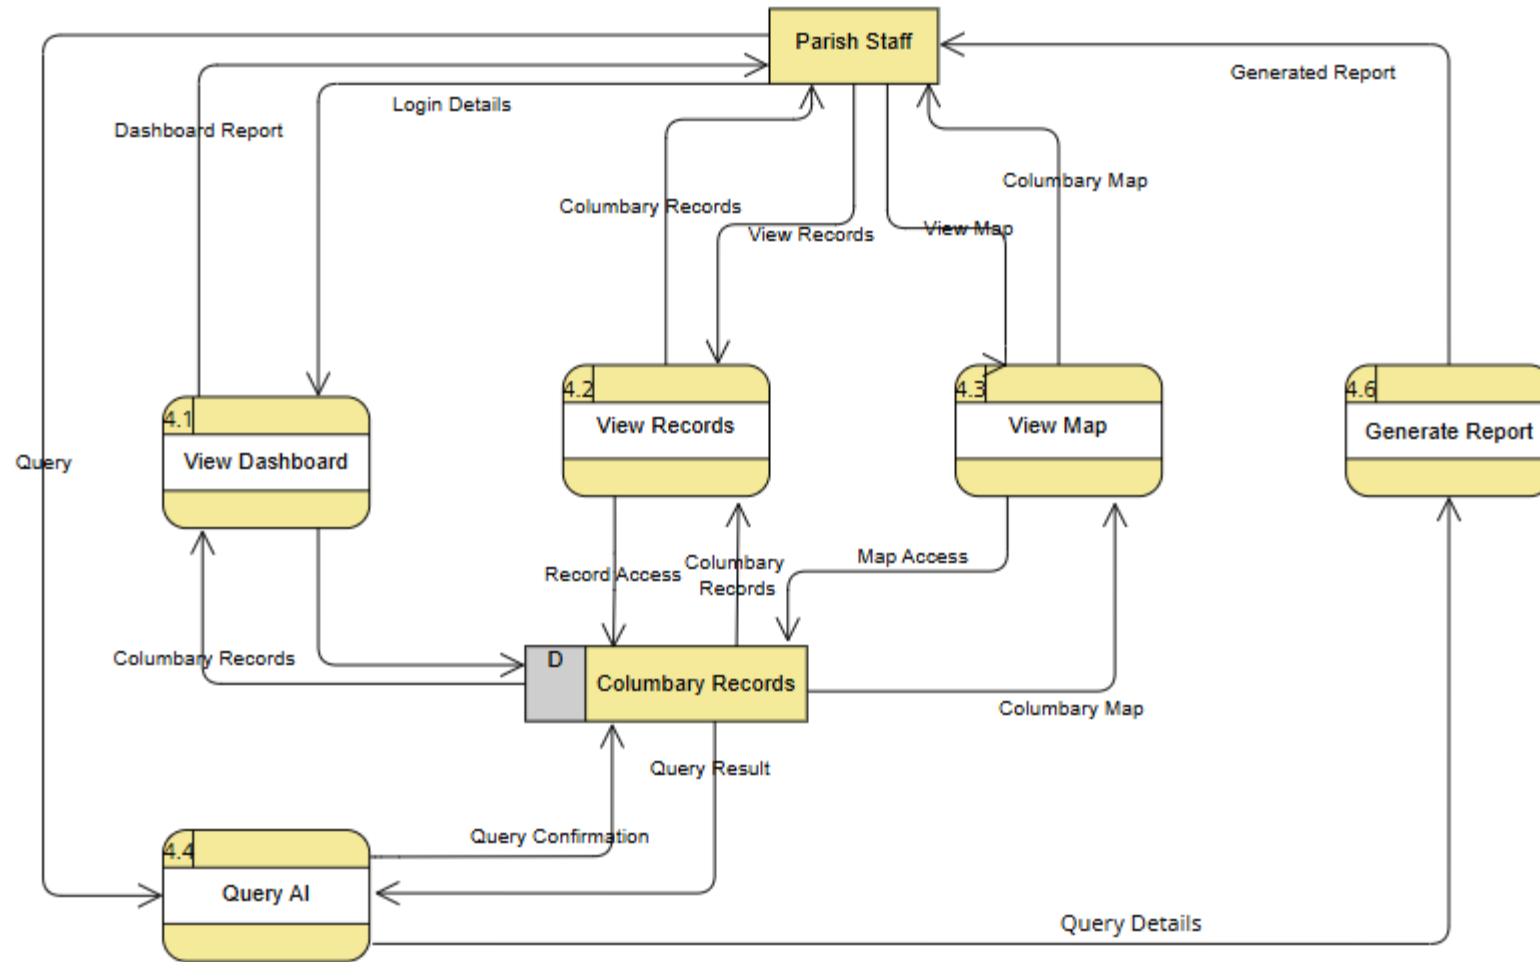 Parish Staff
Generated Report
Login Details
Dashboard Report
Columbary Map
Columbary Records
View Records
View Map
4.1
View Dashboard
4.2
View Records
4.3
View Map
4.6
Generate Report
Query
Record Access
Columbary
Records
Map Access
Columbary Records
D
Columbary Records
Columbary Map
Query Result
Query Confirmation
4.4
Query AI
Query Details